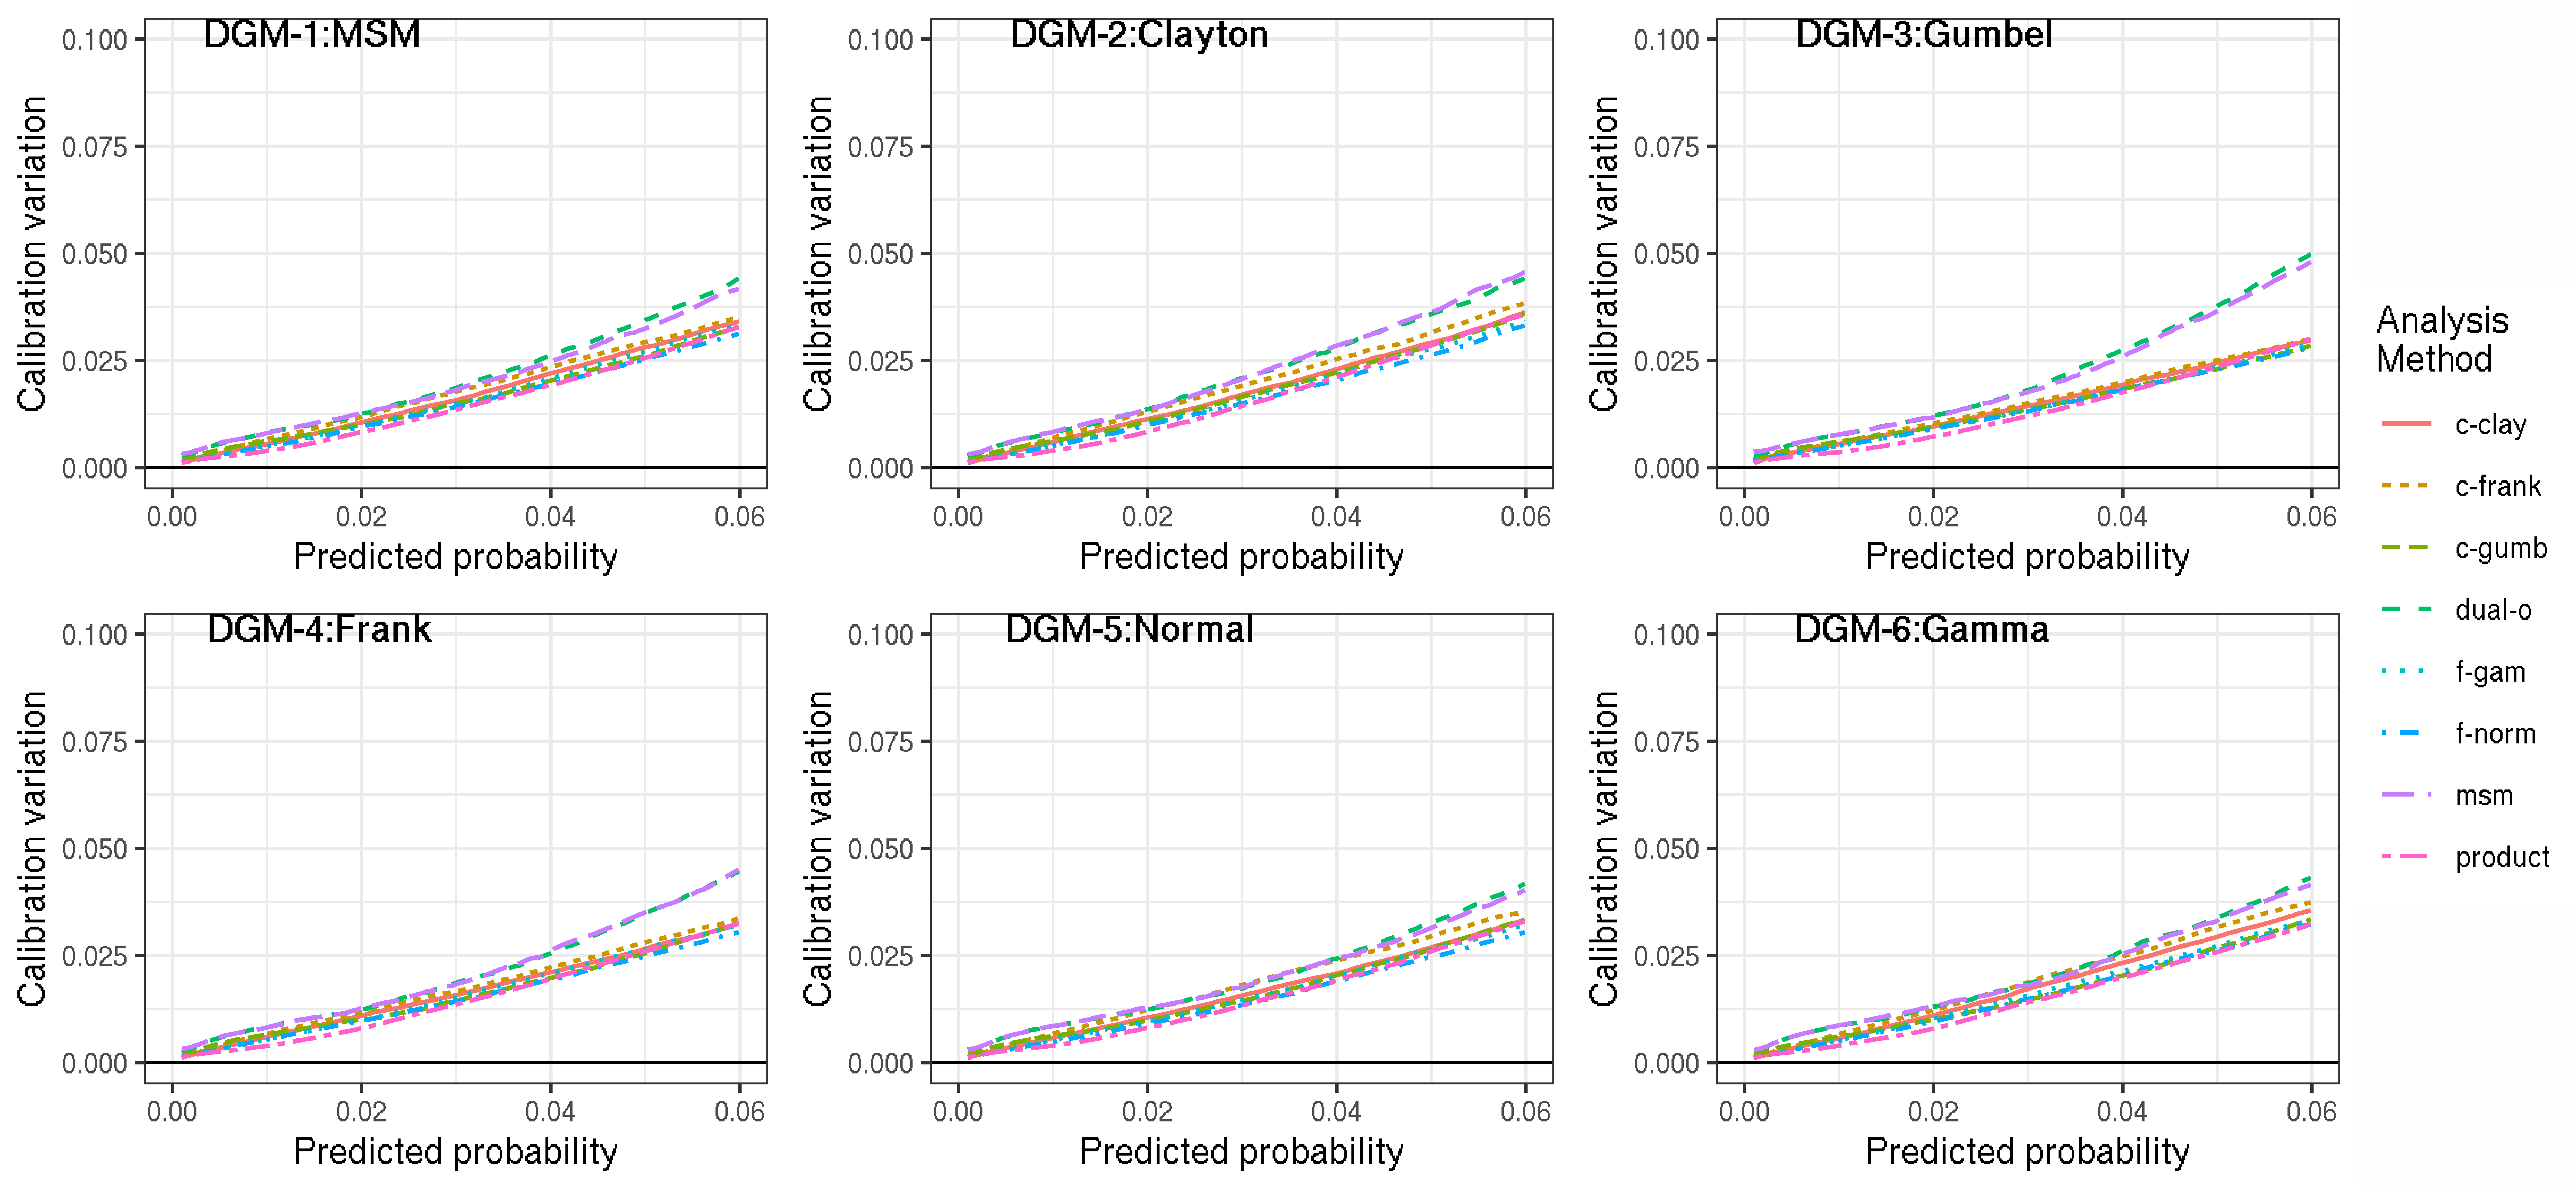 DGM-1:MSM
Calibration variation
0.100
0.075
0.050
0.025
0.000
0.00 0.02 0.04 0.06
Predicted probability
DGM-2:Clayton
Calibration variation
0.100
0.075
0.050
0.025
0.000
0.00 0.02 0.04 0.06
Predicted probability
DGM-3:Gumbel
Calibration variation
0.100
0.075
0.050
0.025
0.000
0.00 0.02 0.04 0.06
Predicted probability
DGM-4:Frank
Calibration variation
0.100
0.075
0.050
0.025
0.000
0.00 0.02 0.04 0.06
Predicted probability
DGM-5:Normal
Calibration variation
0.100
0.075
0.050
0.025
0.000
0.00 0.02 0.04 0.06
Predicted probability
DGM-6:Gamma
Calibration variation
0.100
0.075
0.050
0.025
0.000
0.00 0.02 0.04 0.06
Predicted probability
Analysis
Method
c-clay
c-frank
c-gumb
dual-o
f-gam
f-norm
msm
product